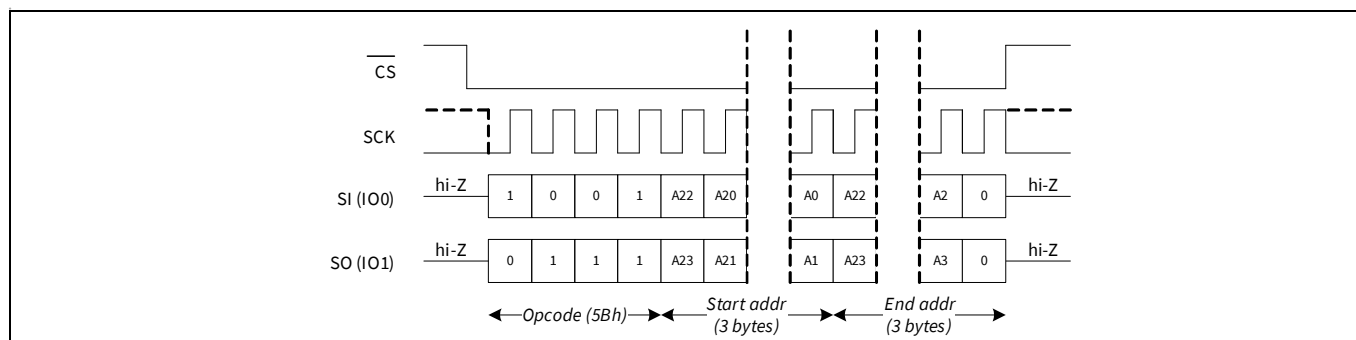 CS
SCK
SI (IO0) hi-Z 1 0 0 1 A22 A20 A0 A22 A2 0 hi-Z
SO (IO1) hi-Z 0 1 1 1 A23 A21 A1 A23 A3 0 hi-Z
Opcode (5Bh) Start addr (3 bytes) End addr (3 bytes)